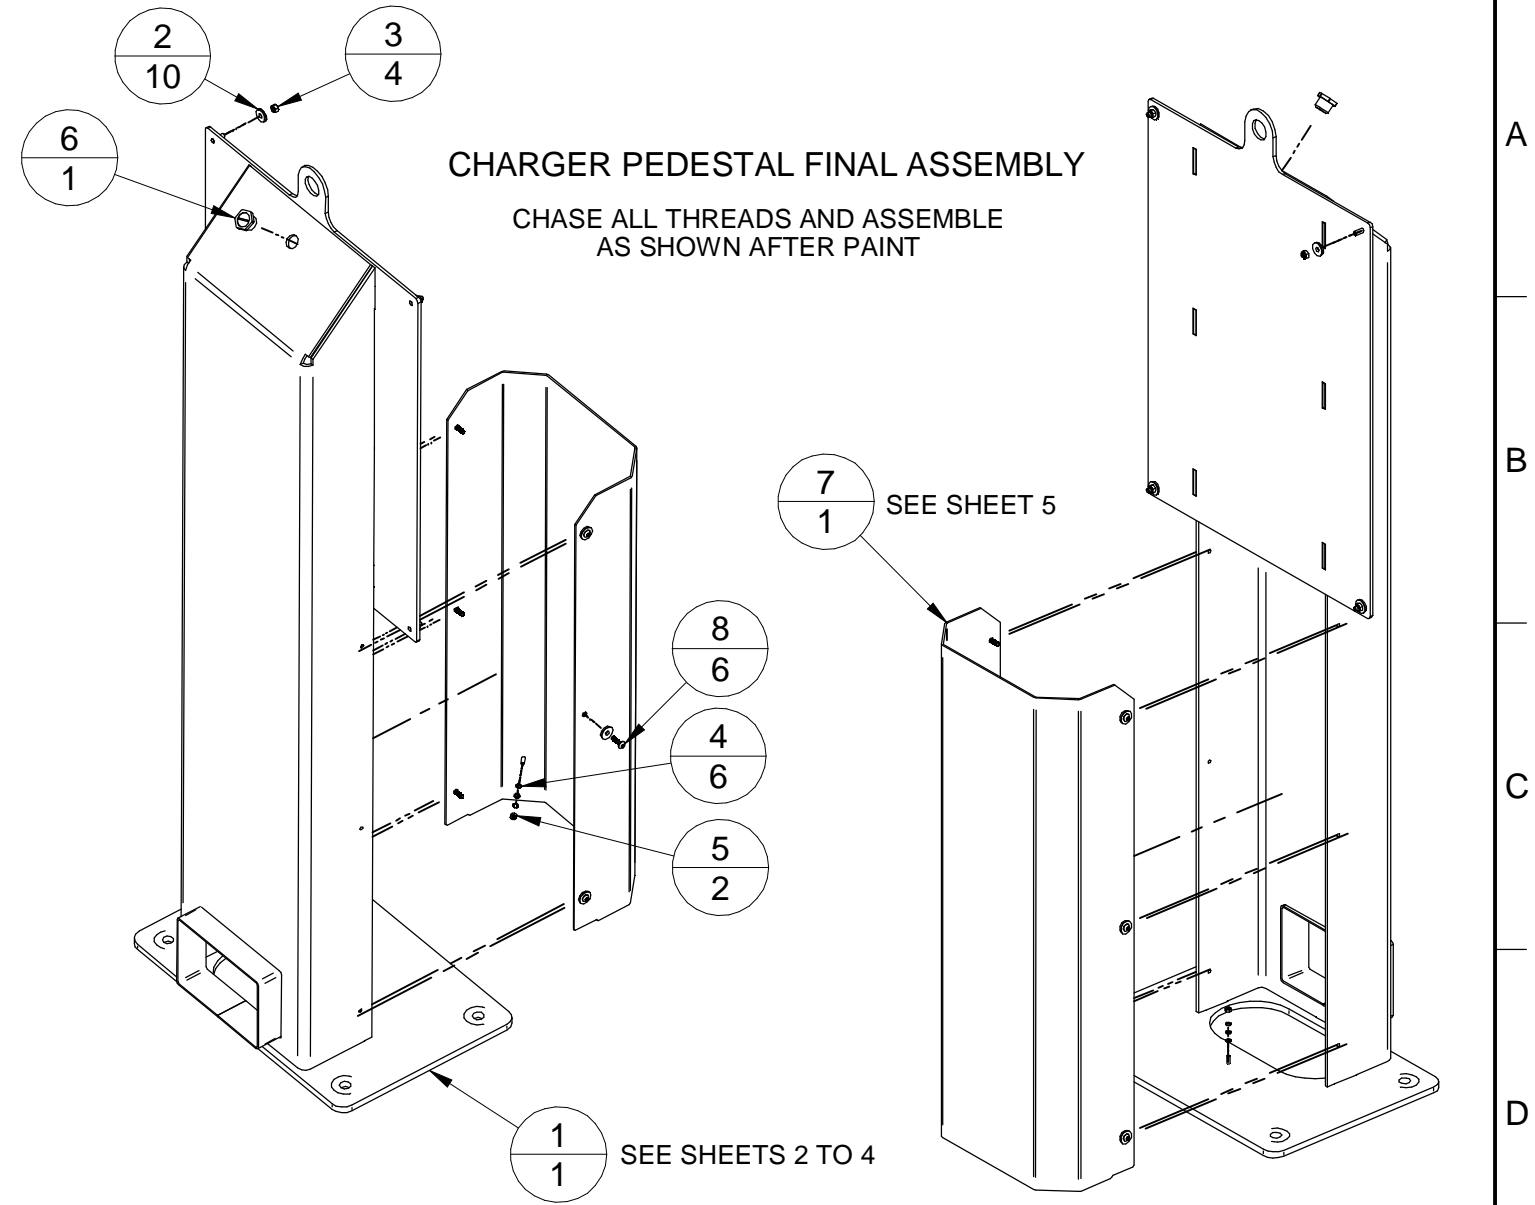 2
10
3
4
6
1
CHARGER PEDESTAL FINAL ASSEMBLY
CHASE ALL THREADS AND ASSEMBLE
AS SHOWN AFTER PAINT
A
B
7
1
SEE SHEET 5
8
6
4
6
5
2
C
1
1
SEE SHEETS 2 TO 4
D